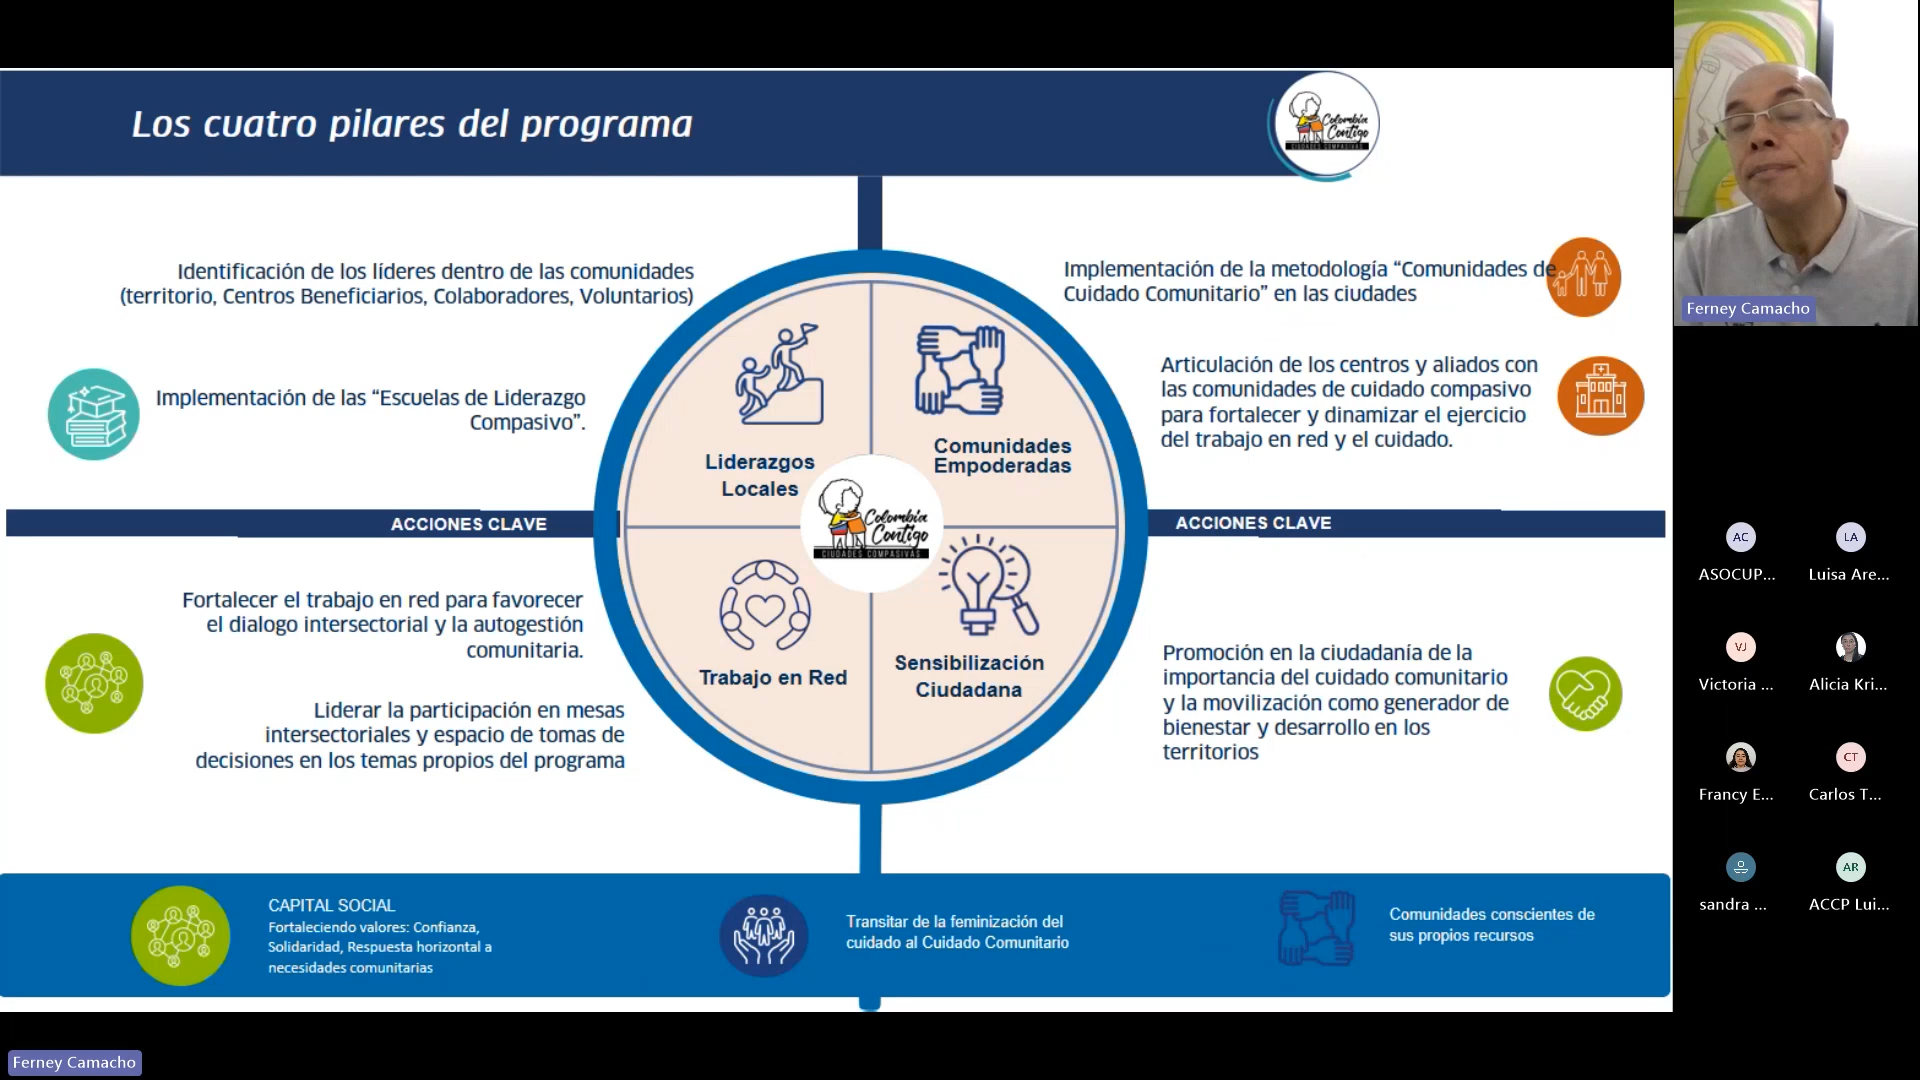 Los cuatro pilares del programa
Colombia
Contigo
CIUDADES COMPASIVAS
Identificación de los líderes dentro de las comunidades
(territorio, Centros Beneficiarios, Colaboradores, Voluntarios)
Implementación de las “Escuelas de Liderazgo
Compasivo”.
Implementación de la metodología “Comunidades de
Cuidado Comunitario” en las ciudades
Articulación de los centros y aliados con
las comunidades de cuidado compasivo
para fortalecer y dinamizar el ejercicio
del trabajo en red y el cuidado.
Liderazgos
Locales
Comunidades
Empoderadas
Colombia
Contigo
CIUDADES COMPASIVAS
ACCIONES CLAVE
ACCIONES CLAVE
Trabajo en Red
Sensibilización
Ciudadana
Fortalecer el trabajo en red para favorecer
el dialogo intersectorial y la autogestión
comunitaria.
Liderar la participación en mesas
intersectoriales y espacio de tomas de
decisiones en los temas propios del programa
Promoción en la ciudadanía de la
importancia del cuidado comunitario
y la movilización como generador de
bienestar y desarrollo en los
territorios
CAPITAL SOCIAL
Fortaleciendo valores: Confianza,
Solidaridad, Respuesta horizontal a
necesidades comunitarias
Transitar de la feminización del
cuidado al Cuidado Comunitario
Comunidades conscientes de
sus propios recursos
Ferney Camacho
AC
LA
ASOCUP...
Luisa Are...
VJ
Victoria ...
Alicia Kri...
CT
Francy E...
Carlos T...
AR
sandra ...
ACCP Lui...
Ferney Camacho